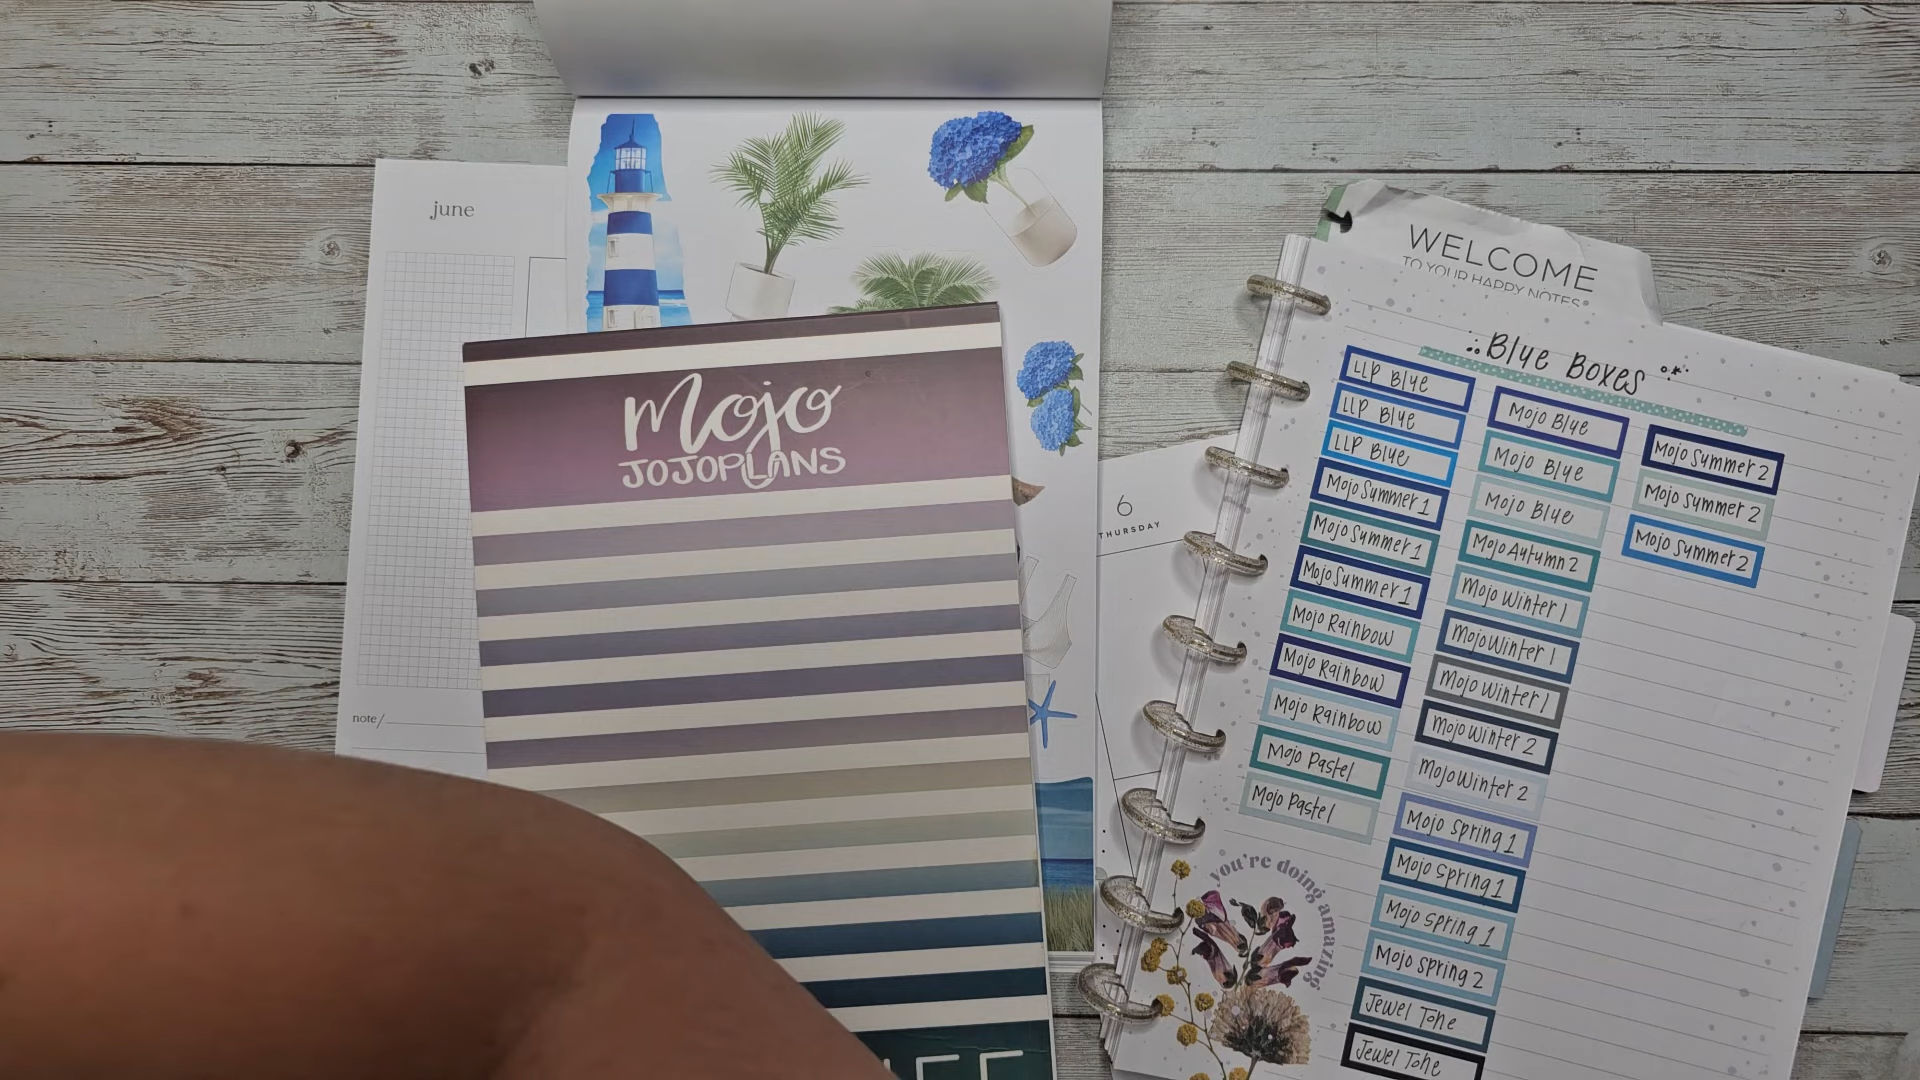 june
note/
Mojo
JOJOPLANS
6
THURSDAY
WELCOME
TO YOUR HAPPY NOTES®
Blue Boxes
LLP Blue
LLP Blue
LLP Blue
Mojo Summer 1
Mojo Summer 1
Mojo Summer 1
Mojo Rainbow
Mojo Rainbow
Mojo Rainbow
Mojo Pastel
Mojo Pastel
Mojo Blue
Mojo Blue
Mojo Blue
Mojo Autumn 2
Mojo Winter 1
Mojo Winter 1
Mojo Winter 1
Mojo Winter 2
Mojo Winter 2
Mojo Spring 1
Mojo Spring 1
Mojo Spring 1
Mojo Spring 2
Jewel Tone
Jewel Tone
Mojo Summer 2
Mojo Summer 2
Mojo Summer 2
you're doing amazing